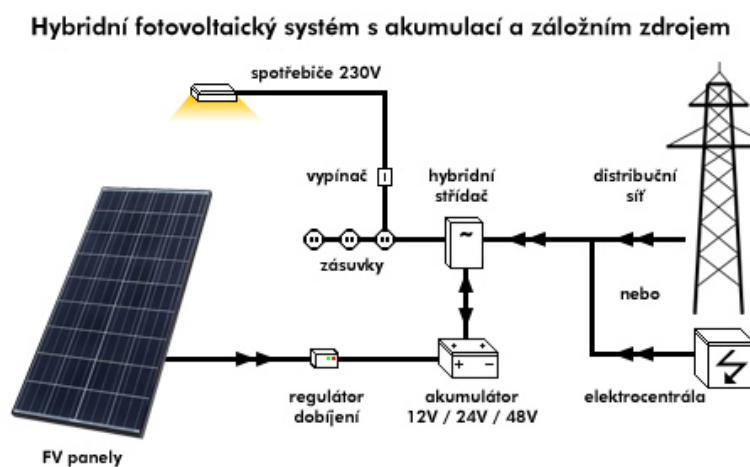 Hybridní fotovoltaický systém s akumulací a záložním zdrojem
spotřebiče 230V
vypínač
hybridní
střídač
distribuční
síť
~
zásuvky
nebo
+ +
+ −
regulátor
dobíjení
akumulátor
12V / 24V / 48V
elektrocentrála
FV panely